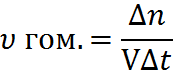 υ гом. = Δn / VΔt